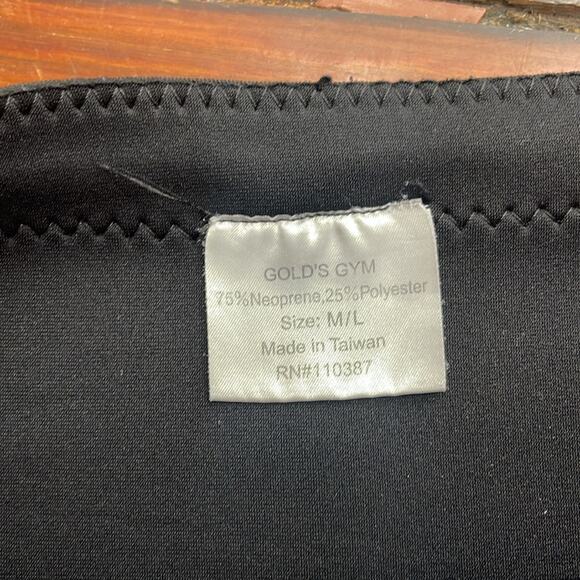 GOLD'S GYM
75%Neoprene,25%Polyester
Size: M/L
Made in Taiwan
RN#110387